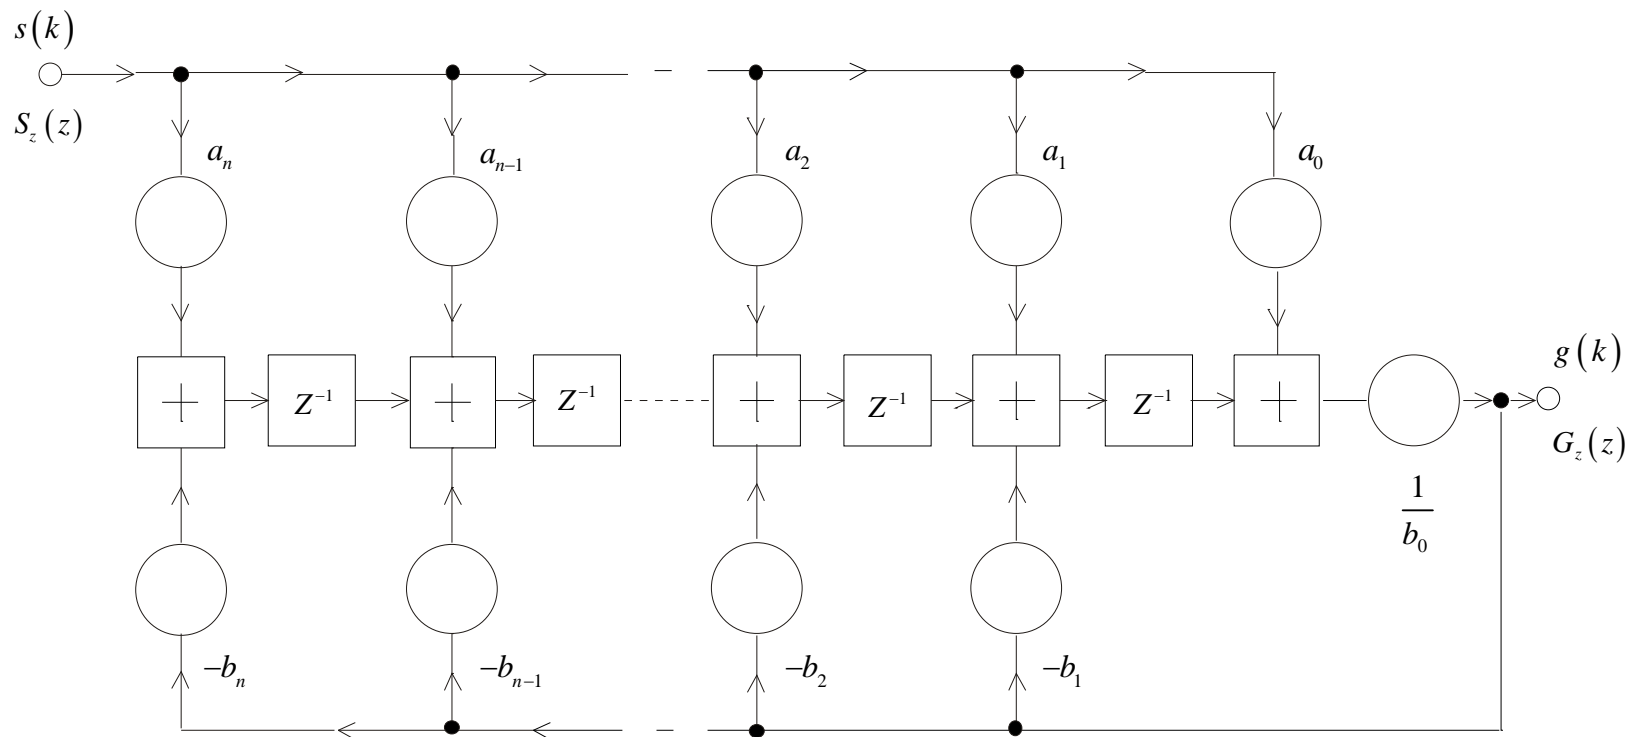 s(k)
S_z(z)
a_n
a_{n-1}
a_2
a_1
a_0
+
Z^{-1}
+
Z^{-1}
+
Z^{-1}
+
Z^{-1}
+
g(k)
G_z(z)
1/b_0
-b_n
-b_{n-1}
-b_2
-b_1